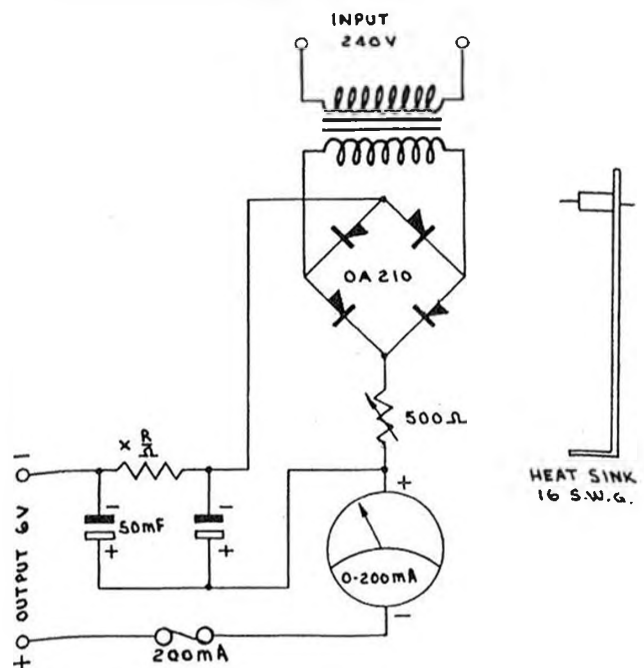 INPUT
240V
OA 210
500Ω
HEAT SINK
16 S.W.G.
x R/Ω
−
OUTPUT 6V
+
−
50mF
+
−
+
+
0-200mA
−
200mA